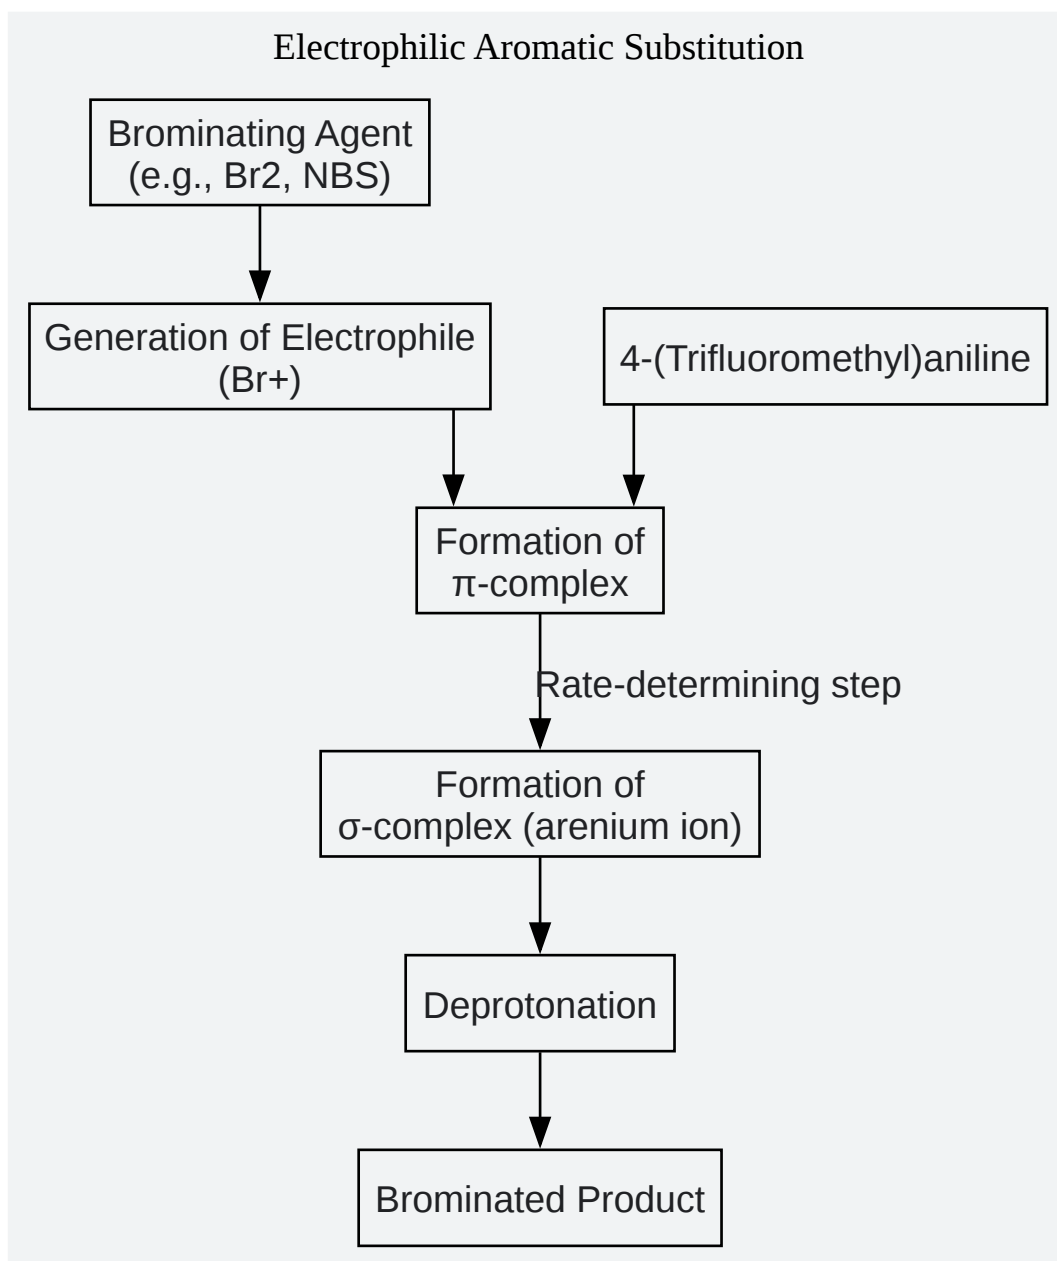 Electrophilic Aromatic Substitution
Brominating Agent
(e.g., Br2, NBS)
Generation of Electrophile
(Br+)
4-(Trifluoromethyl)aniline
Formation of
π-complex
Rate-determining step
Formation of
σ-complex (arenium ion)
Deprotonation
Brominated Product